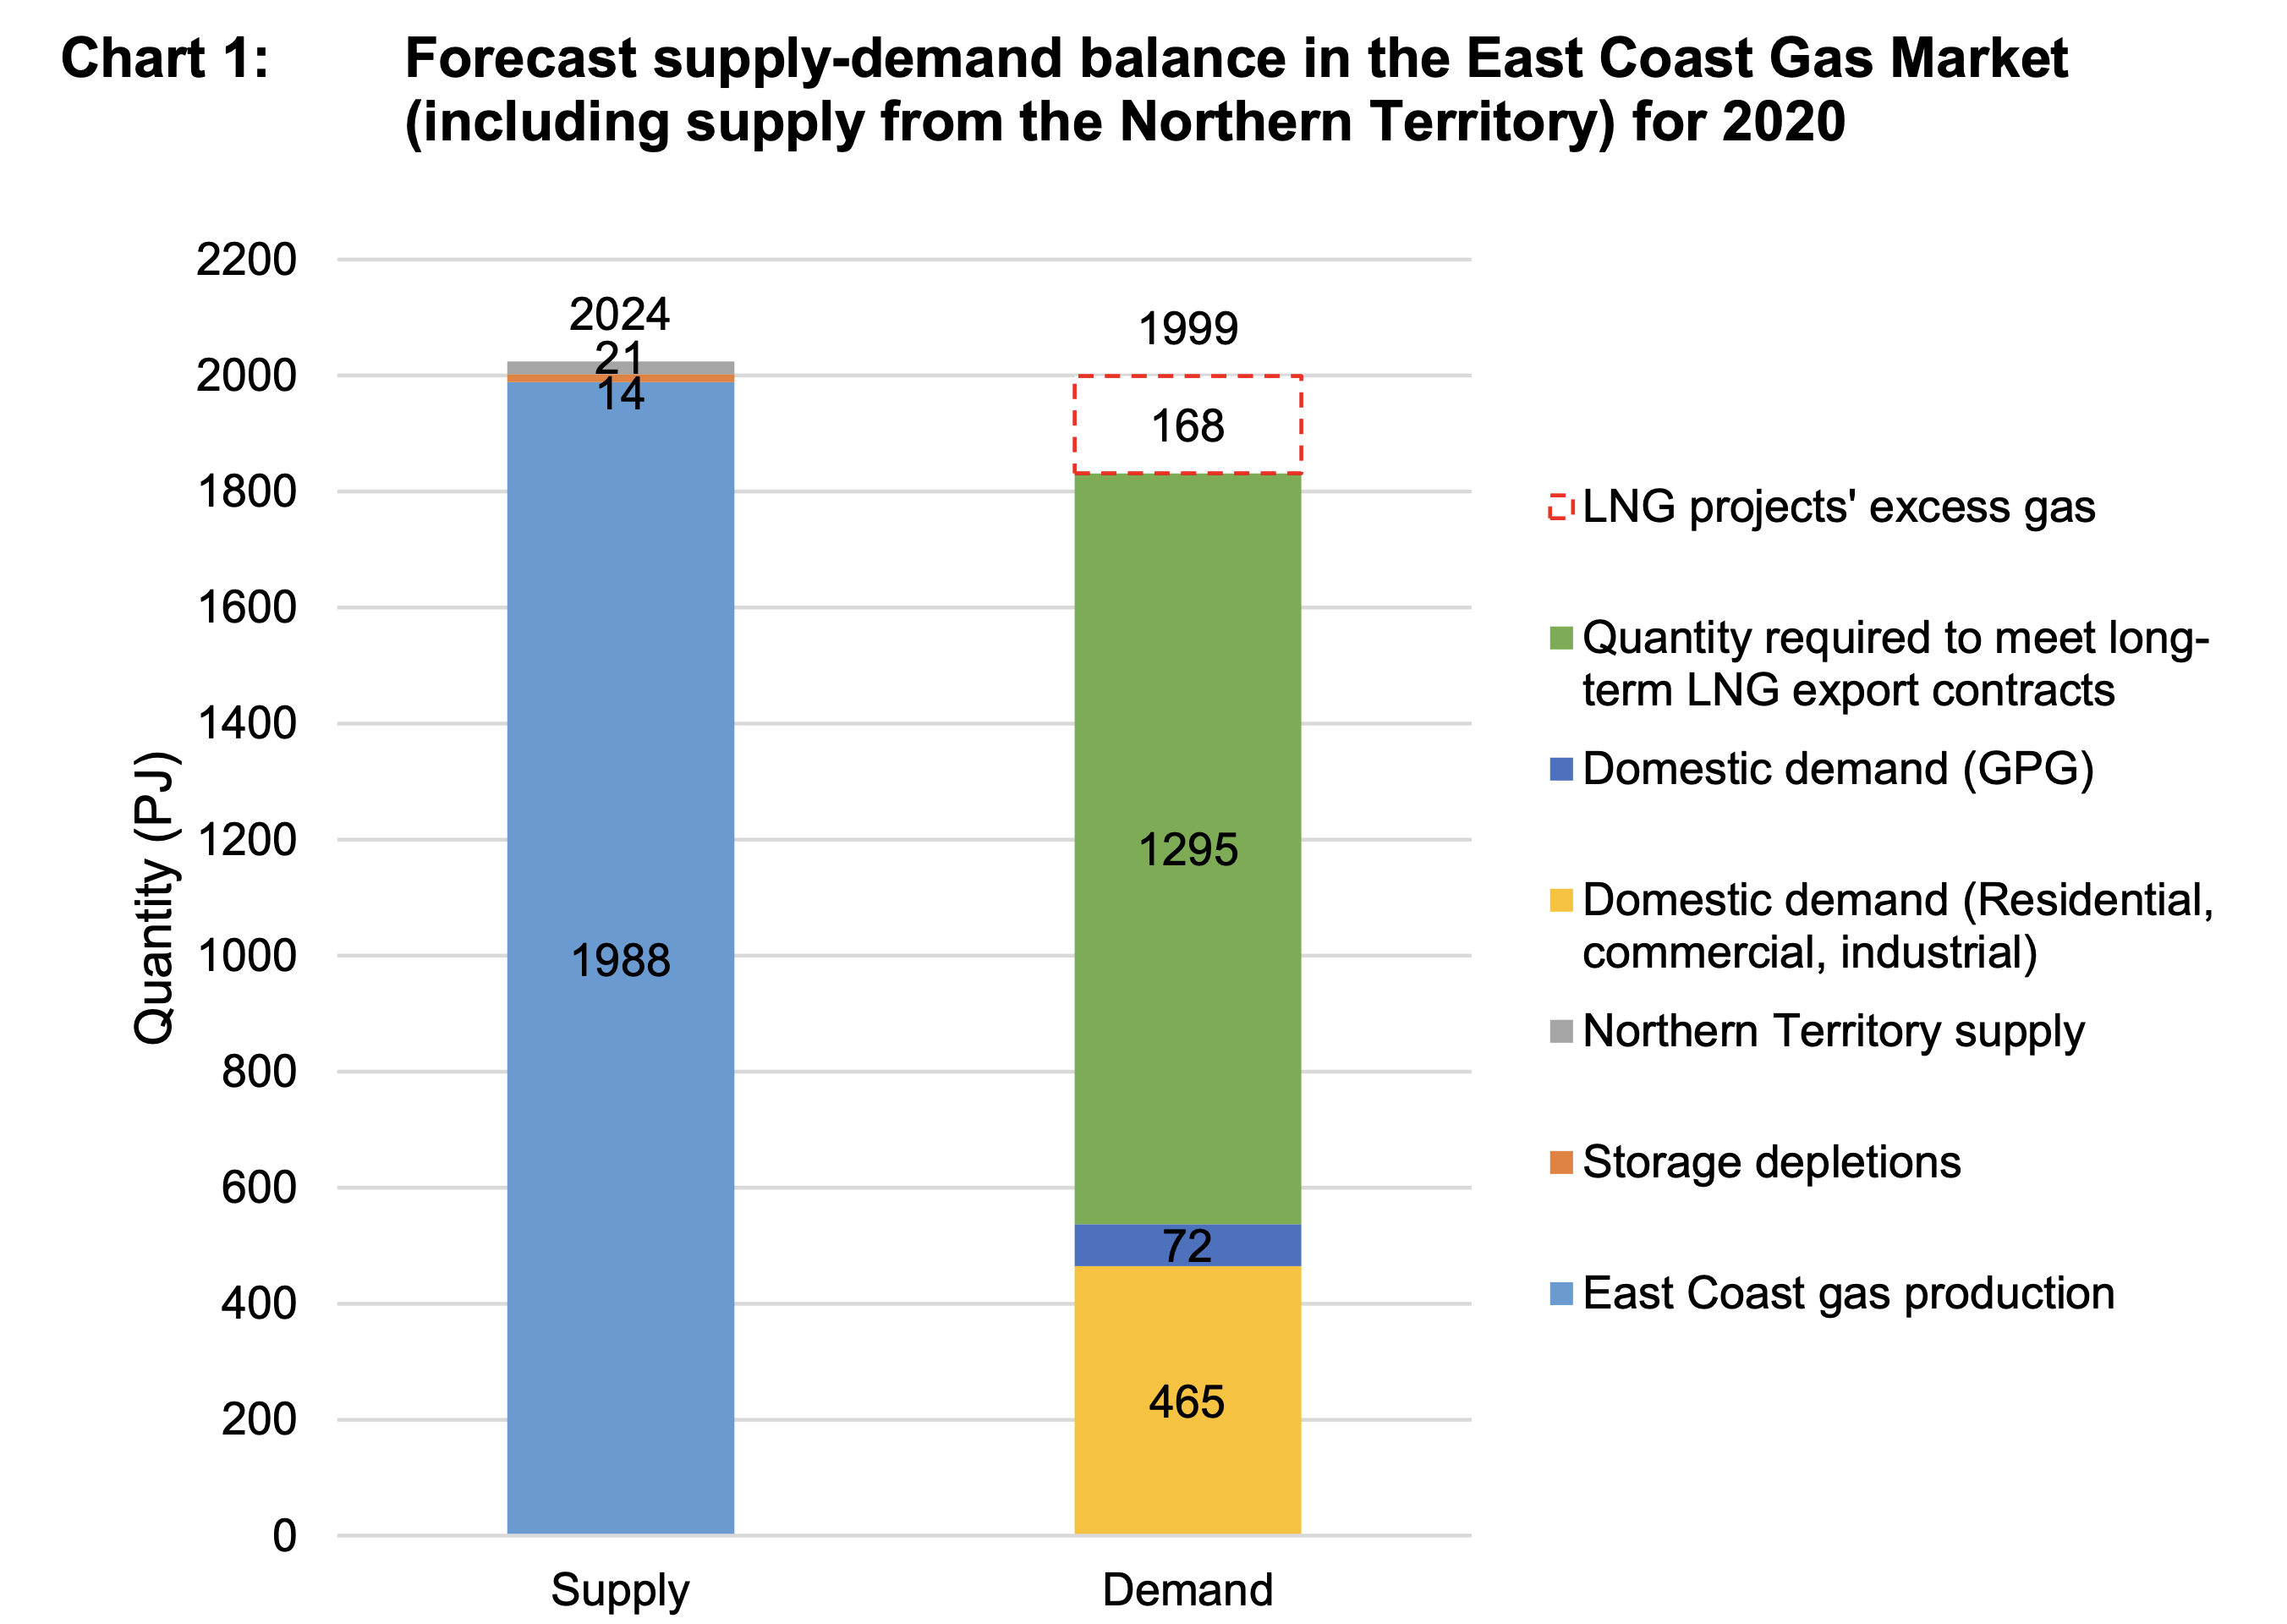 Chart 1: Forecast supply-demand balance in the East Coast Gas Market
(including supply from the Northern Territory) for 2020
Quantity (PJ)
2200
2000
1800
1600
1400
1200
1000
800
600
400
200
0
2024
21
14
1988
Supply
1999
168
1295
72
465
Demand
LNG projects' excess gas
Quantity required to meet long-
term LNG export contracts
Domestic demand (GPG)
Domestic demand (Residential,
commercial, industrial)
Northern Territory supply
Storage depletions
East Coast gas production